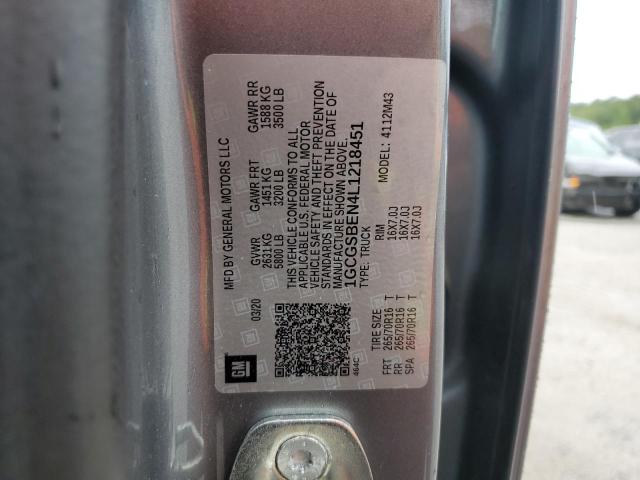 MFD BY GENERAL MOTORS LLC
03/20 GVWR GAWR FRT GAWR RR
2631 KG 1451 KG 1588 KG
5800 LB 3200 LB 3500 LB
THIS VEHICLE CONFORMS TO ALL
APPLICABLE U.S. FEDERAL MOTOR
VEHICLE SAFETY AND THEFT PREVENTION
STANDARDS IN EFFECT ON THE DATE OF
MANUFACTURE SHOWN ABOVE.
1GCGSBEN4L1218451
TYPE: TRUCK MODEL: 4112M43
GM
464C
TIRE SIZE RIM
FRT 265/70R16 T 16X7.0J
RR 265/70R16 T 16X7.0J
SPA 265/70R16 T 16X7.0J